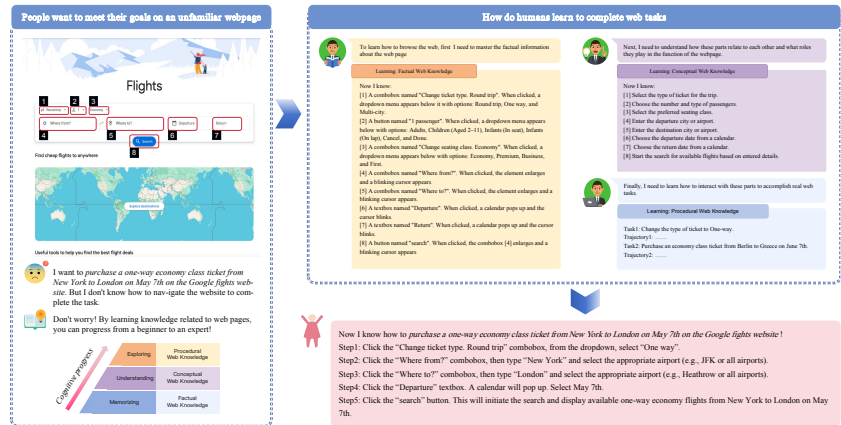 People want to meet their goals on an unfamiliar webpage
Flights
1
2
3
Round trip
1
Economy
4
5
6
7
Where from?
Where to?
Departure
Return
Search
8
Find cheap flights to anywhere
Explore destinations
Useful tools to help you find the best flight deals
I want to purchase a one-way economy class ticket from
New York to London on May 7th on the Google fights web-
site. But I don't know how to nav-igate the website to com-
plete the task.
Don't worry! By learning knowledge related to web pages,
you can progress from a beginner to an expert!
Cognitive progress
Exploring
Procedural
Web Knowledge
Understanding
Conceptual
Web Knowledge
Memorizing
Factual
Web Knowledge
How do humans learn to complete web tasks
To learn how to browse the web, first I need to master the factual information
about the web page
Learning: Factual Web Knowledge
Now I know:
[1] A combobox named "Change ticket type. Round trip". When clicked, a
dropdown menu appears below it with options: Round trip, One way, and
Multi-city.
[2] A button named "1 passenger". When clicked, a dropdown menu appears
below with options: Adults, Children (Aged 2–11), Infants (In seat), Infants
(On lap), Cancel, and Done.
[3] A combobox named "Change seating class. Economy". When clicked, a
dropdown menu appears below with options: Economy, Premium, Business,
and First.
[4] A combobox named "Where from?". When clicked, the element enlarges
and a blinking cursor appears.
[5] A combobox named "Where to?". When clicked, the element enlarges and a
blinking cursor appears.
[6] A textbox named "Departure". When clicked, a calendar pops up and the
cursor blinks.
[7] A textbox named "Return". When clicked, a calendar pops up and the cursor
blinks.
[8] A button named "search". When clicked, the combobox [4] enlarges and a
blinking cursor appears
Next, I need to understand how these parts relate to each other and what roles
they play in the function of the webpage.
Learning: Conceptual Web Knowledge
Now I know:
[1] Select the type of ticket for the trip.
[2] Choose the number and type of passengers.
[3] Select the preferred seating class.
[4] Enter the departure city or airport.
[5] Enter the destination city or airport.
[6] Choose the departure date from a calendar.
[7] Choose the return date from a calendar.
[8] Start the search for available flights based on entered details.
Finally, I need to learn how to interact with these parts to accomplish real web
tasks.
Learning: Procedural Web Knowledge
Task1: Change the type of ticket to One-way.
Trajectory1: ......
Task2: Purchase an economy class ticket from Berlin to Greece on June 7th.
Trajectory2: ......
Now I know how to purchase a one-way economy class ticket from New York to London on May 7th on the Google fights website !
Step1: Click the “Change ticket type. Round trip” combobox, from the dropdown, select “One way”.
Step2: Click the “Where from?” combobox, then type “New York” and select the appropriate airport (e.g., JFK or all airports).
Step3: Click the “Where to?” combobox, then type “London” and select the appropriate airport (e.g., Heathrow or all airports).
Step4: Click the “Departure” textbox. A calendar will pop up. Select May 7th.
Step5: Click the “search” button. This will initiate the search and display available one-way economy flights from New York to London on May
7th.